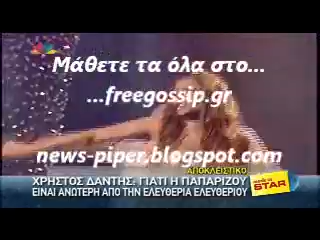 Μάθετε τα όλα στο...
...freegossip.gr
news-piper.blogspot.com
ΑΠΟΚΛΕΙΣΤΙΚΟ
ΧΡΗΣΤΟΣ ΔΑΝΤΗΣ: ΓΙΑΤΙ Η ΠΑΠΑΡΙΖΟΥ
ΕΙΝΑΙ ΑΝΩΤΕΡΗ ΑΠΟ ΤΗΝ ΕΛΕΥΘΕΡΙΑ ΕΛΕΥΘΕΡΙΟΥ
STAR